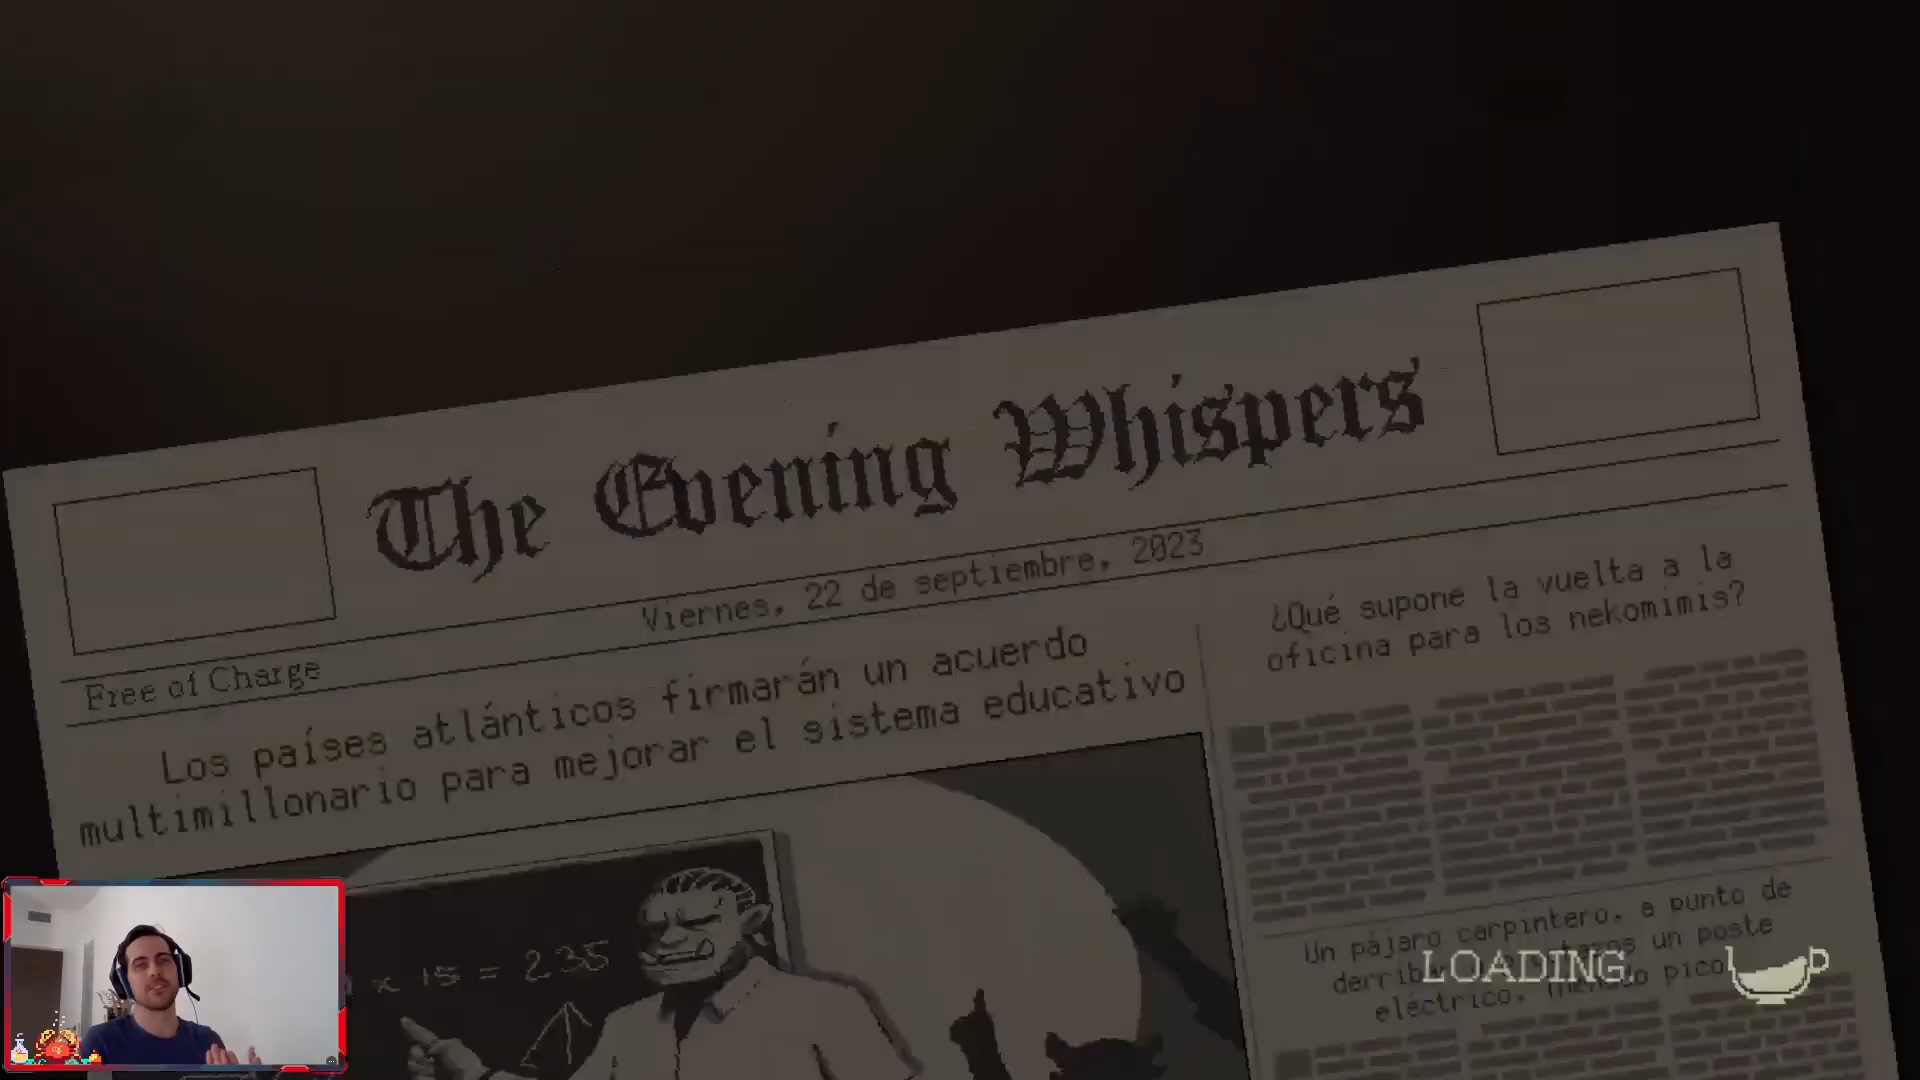 The Evening Whispers
Viernes, 22 de septiembre, 2023
Free of Charge
Los países atlánticos firmarán un acuerdo
multimillonario para mejorar el sistema educativo
¿Qué supone la vuelta a la
oficina para los nekomimis?
x 15 = 235
Un pájaro carpintero, a punto de
un poste
eléctrico.
LOADING